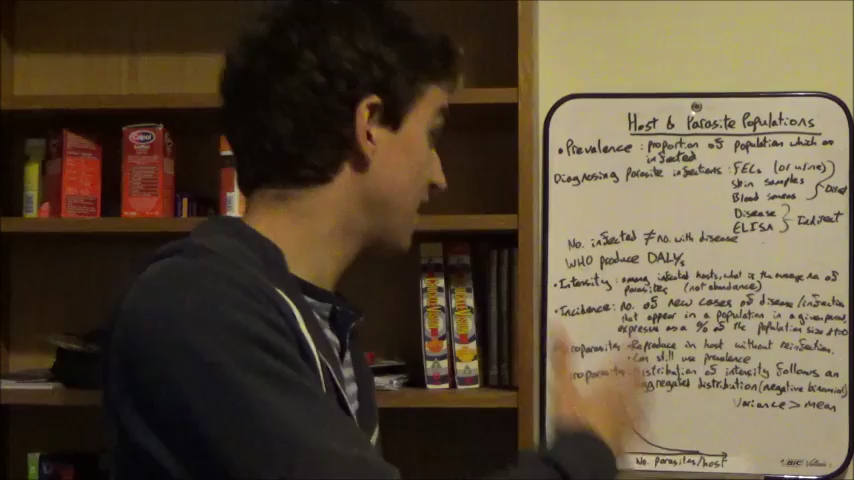 Host 6 Parasite Populations
• Prevalence : proportion of population which are
infected
Diagnosing parasite infections : FECs (or urine)
Skin samples
Blood smears
Direct
Disease
ELISA
Indirect
No. infected ≠ no. with disease
WHO produce DALYs
• Intensity : among infected hosts, what is the average no of
parasites (not abundance)
• Incidence : no. of new cases of disease/infection
that appear in a population in a given period,
express as a % of the population size
Reproduce in host without reinfection.
• Can still use prevalence
distribution of intensity follows an
aggregated distribution (negative binomial)
Variance > Mean
No. parasites/host
BIC
Calpol